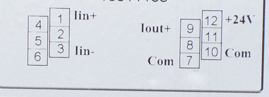 1 Iin+
4 2
5 3 Iin-
6
12 +24V
Iout+ 9 11
8 10 Com
Com 7